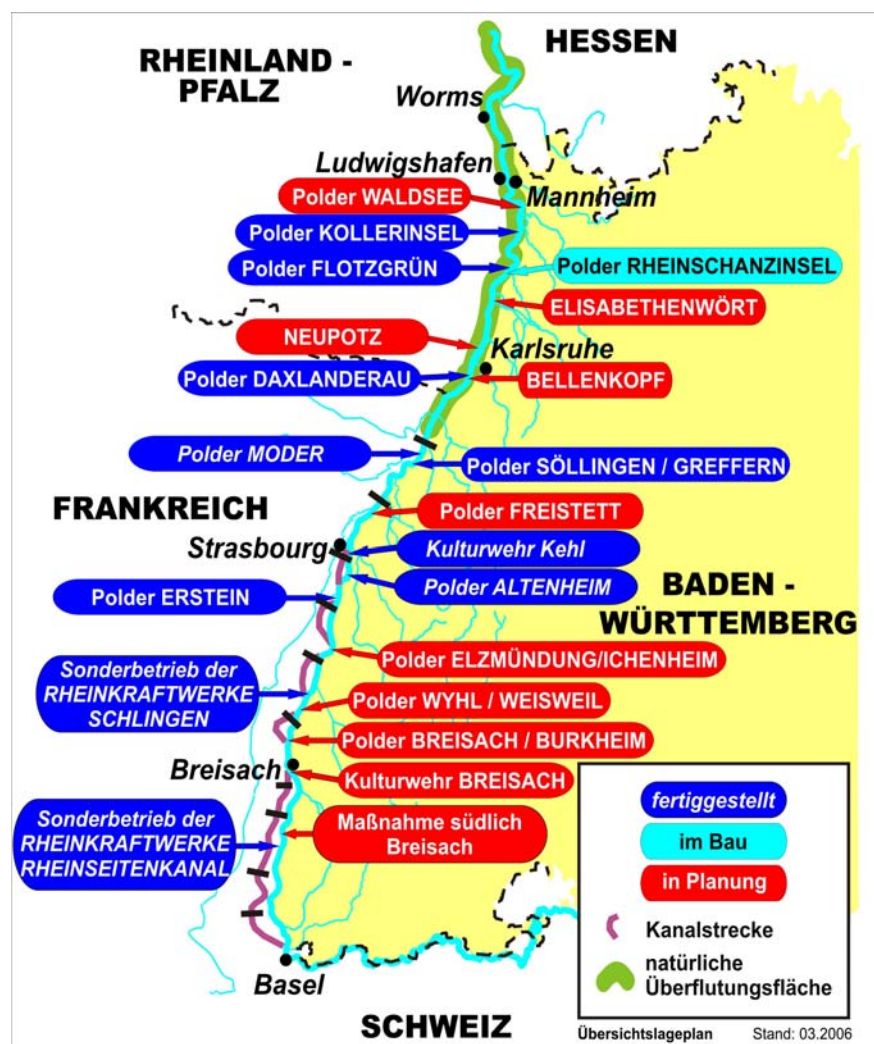 HESSEN
RHEINLAND -
PFALZ
Worms
Ludwigshafen
Mannheim
Polder WALDSEE
Polder KOLLERINSEL
Polder FLOTZGRÜN
Polder RHEINSCHANZINSEL
ELISABETHENWÖRT
NEUPOTZ
Karlsruhe
Polder DAXLANDERAU
BELLENKOPF
Polder MODER
Polder SÖLLINGEN / GREFFERN
FRANKREICH
Polder FREISTETT
Strasbourg
Kulturwehr Kehl
Polder ALTENHEIM
BADEN -
WÜRTTEMBERG
Polder ERSTEIN
Polder ELZMÜNDUNG/ICHENHEIM
Sonderbetrieb der
RHEINKRAFTWERKE
SCHLINGEN
Polder WYHL / WEISWEIL
Polder BREISACH / BURKHEIM
Breisach
Kulturwehr BREISACH
Sonderbetrieb der
RHEINKRAFTWERKE
RHEINSEITENKANAL
Maßnahme südlich
Breisach
Basel
SCHWEIZ
fertiggestellt
im Bau
in Planung
Kanalstrecke
natürliche
Überflutungsfläche
Übersichtslageplan Stand: 03.2006